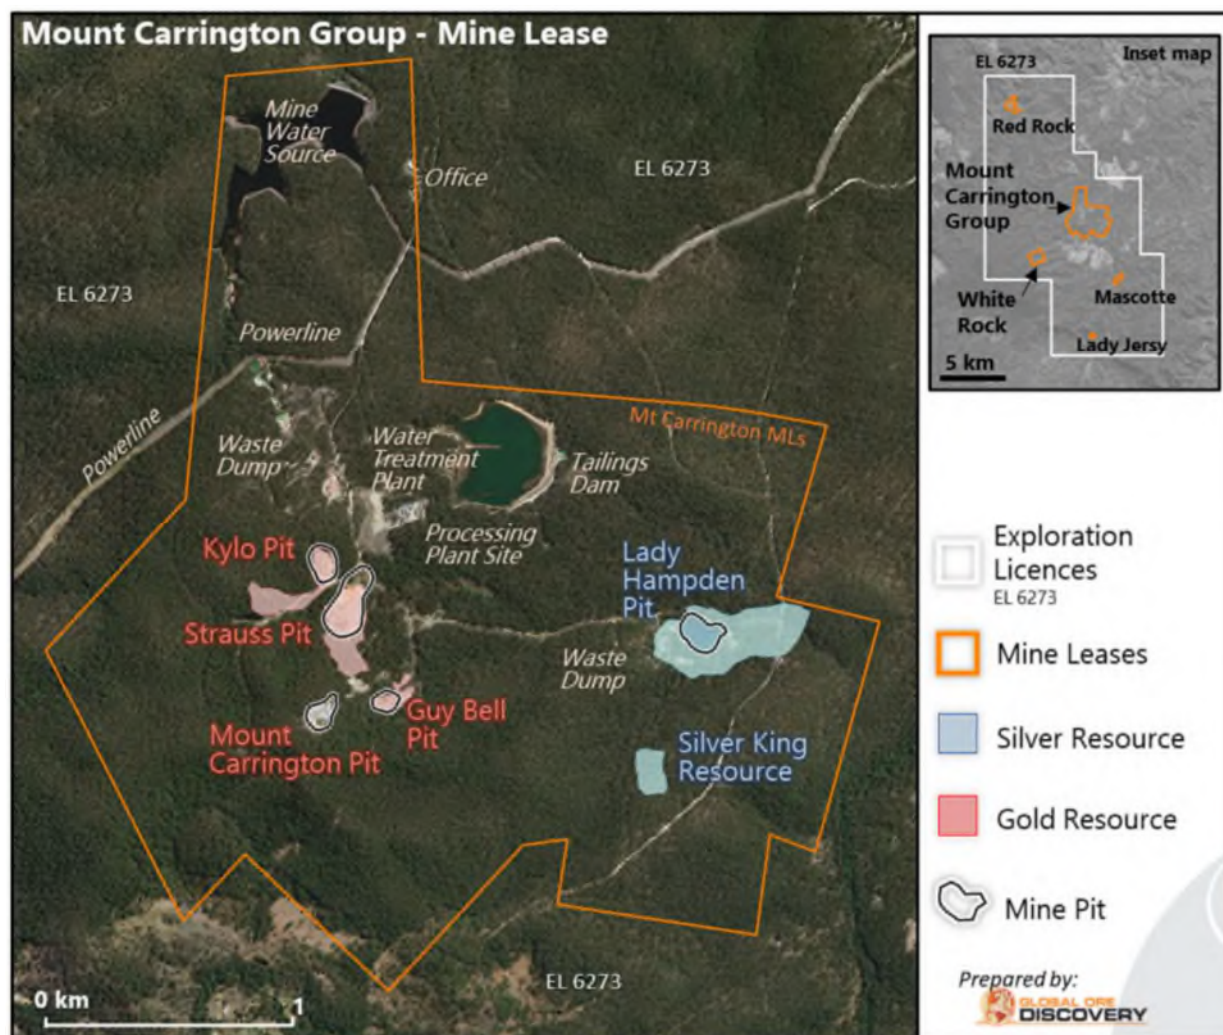 Mount Carrington Group - Mine Lease
Mine
Water
Source
Office
EL 6273
EL 6273
Powerline
Powerline
Mt Carrington MLs
Waste
Dump
Water
Treatment
Plant
Tailings
Dam
Processing
Plant Site
Kylo Pit
Strauss Pit
Lady
Hampden
Pit
Waste
Dump
Mount
Carrington Pit
Guy Bell
Pit
Silver King
Resource
EL 6273
0 km
1
Inset map
EL 6273
Red Rock
Mount
Carrington
Group
White
Rock
Mascotte
Lady Jersy
5 km
Exploration
Licences
EL 6273
Mine Leases
Silver Resource
Gold Resource
Mine Pit
Prepared by:
GLOBAL ORE
DISCOVERY